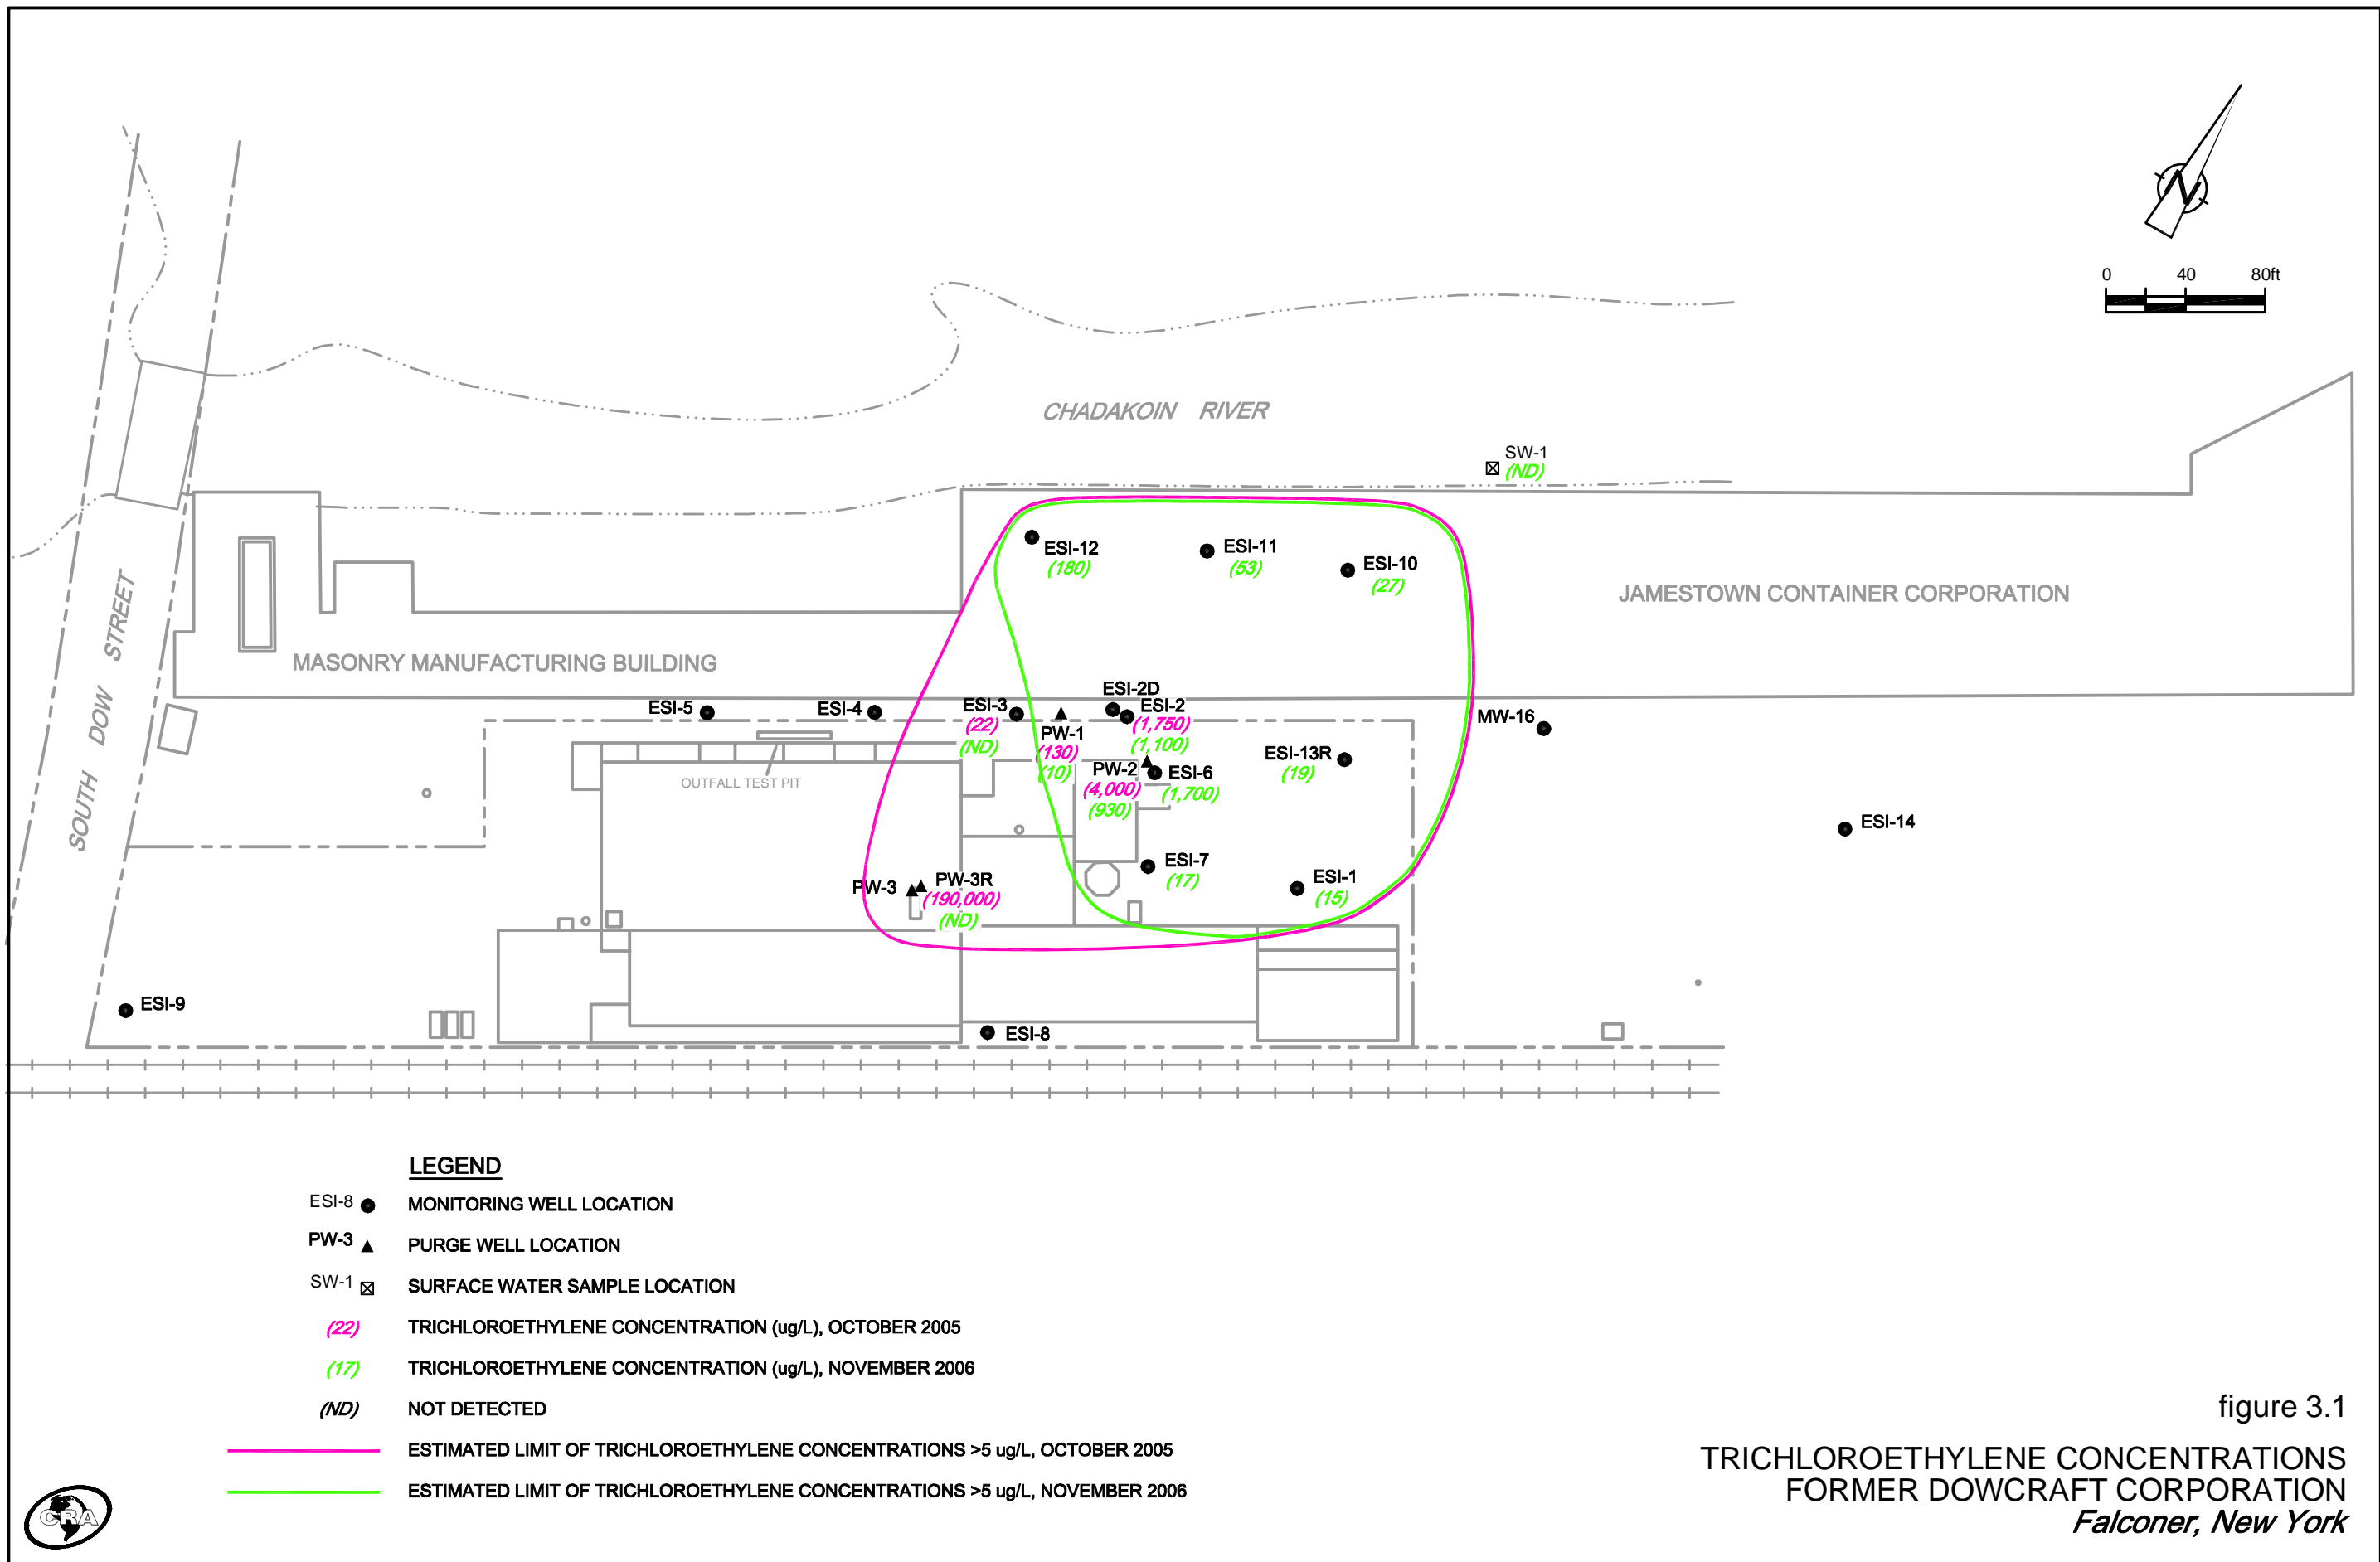 N
0 40 80ft
CHADAKOIN RIVER
SW-1
(ND)
ESI-12
(180)
ESI-11
(53)
ESI-10
(27)
JAMESTOWN CONTAINER CORPORATION
SOUTH DOW STREET
MASONRY MANUFACTURING BUILDING
ESI-5
ESI-4
ESI-3
(22)
(ND)
ESI-2D
ESI-2
(1,750)
(1,100)
PW-1
(130)
(10)
MW-16
OUTFALL TEST PIT
PW-2
(4,000)
(930)
ESI-6
(1,700)
ESI-13R
(19)
ESI-14
ESI-7
(17)
ESI-1
(15)
PW-3
PW-3R
(190,000)
(ND)
ESI-9
ESI-8
LEGEND
ESI-8 MONITORING WELL LOCATION
PW-3 PURGE WELL LOCATION
SW-1 SURFACE WATER SAMPLE LOCATION
(22) TRICHLOROETHYLENE CONCENTRATION (ug/L), OCTOBER 2005
(17) TRICHLOROETHYLENE CONCENTRATION (ug/L), NOVEMBER 2006
(ND) NOT DETECTED
ESTIMATED LIMIT OF TRICHLOROETHYLENE CONCENTRATIONS >5 ug/L, OCTOBER 2005
ESTIMATED LIMIT OF TRICHLOROETHYLENE CONCENTRATIONS >5 ug/L, NOVEMBER 2006
figure 3.1
TRICHLOROETHYLENE CONCENTRATIONS
FORMER DOWCRAFT CORPORATION
Falconer, New York
CRA